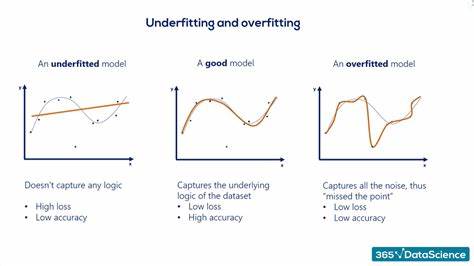 Underfitting and overfitting
An underfitted model
A good model
An overfitted model
y
x
y
x
y
x
Doesn't capture any logic
• High loss
• Low accuracy
Captures the underlying
logic of the dataset
• Low loss
• High accuracy
Captures all the noise, thus
"missed the point"
• Low loss
• Low accuracy
365√DataScience